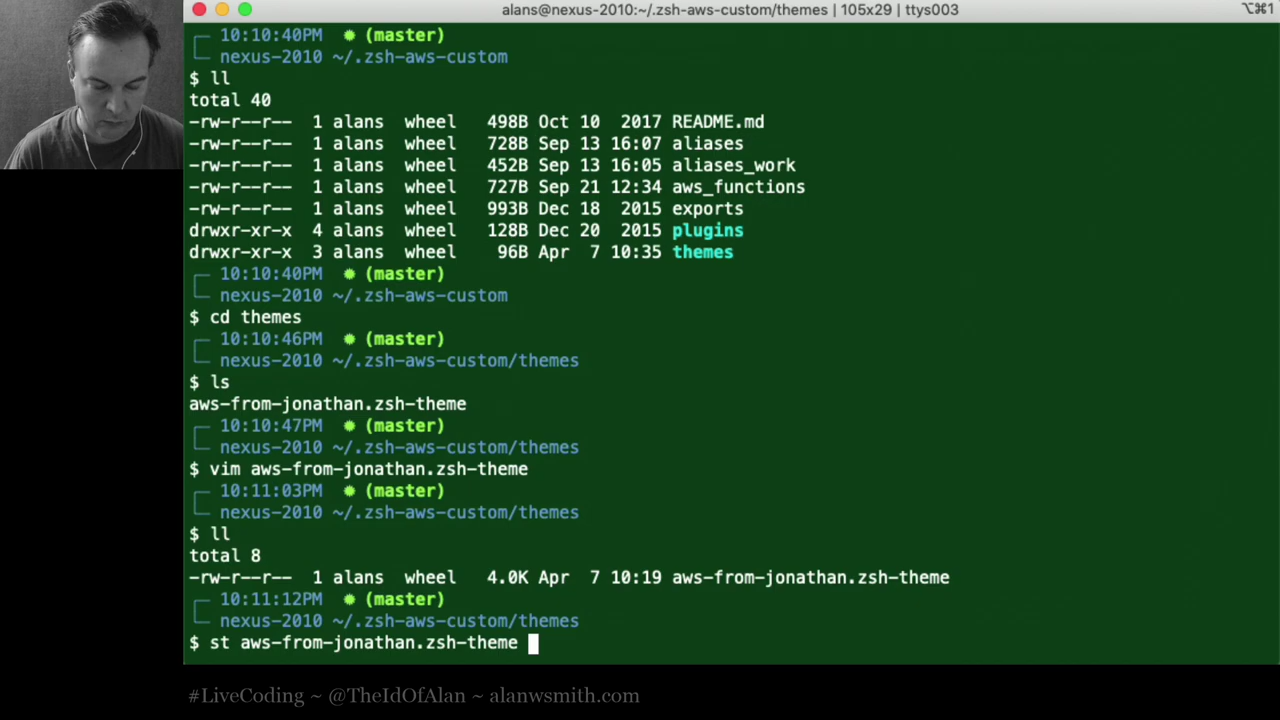 alans@nexus-2010:~/.zsh-aws-custom/themes | 105x29 | ttys003 ⌥⌘1
10:10:40PM ✹ (master)
nexus-2010 ~/.zsh-aws-custom
$ ll
total 40
-rw-r--r-- 1 alans wheel 498B Oct 10 2017 README.md
-rw-r--r-- 1 alans wheel 728B Sep 13 16:07 aliases
-rw-r--r-- 1 alans wheel 452B Sep 13 16:05 aliases_work
-rw-r--r-- 1 alans wheel 727B Sep 21 12:34 aws_functions
-rw-r--r-- 1 alans wheel 993B Dec 18 2015 exports
drwxr-xr-x 4 alans wheel 128B Dec 20 2015 plugins
drwxr-xr-x 3 alans wheel 96B Apr 7 10:35 themes
10:10:40PM ✹ (master)
nexus-2010 ~/.zsh-aws-custom
$ cd themes
10:10:46PM ✹ (master)
nexus-2010 ~/.zsh-aws-custom/themes
$ ls
aws-from-jonathan.zsh-theme
10:10:47PM ✹ (master)
nexus-2010 ~/.zsh-aws-custom/themes
$ vim aws-from-jonathan.zsh-theme
10:11:03PM ✹ (master)
nexus-2010 ~/.zsh-aws-custom/themes
$ ll
total 8
-rw-r--r-- 1 alans wheel 4.0K Apr 7 10:19 aws-from-jonathan.zsh-theme
10:11:12PM ✹ (master)
nexus-2010 ~/.zsh-aws-custom/themes
$ st aws-from-jonathan.zsh-theme
#LiveCoding ~ @TheIdOfAlan ~ alanwsmith.com